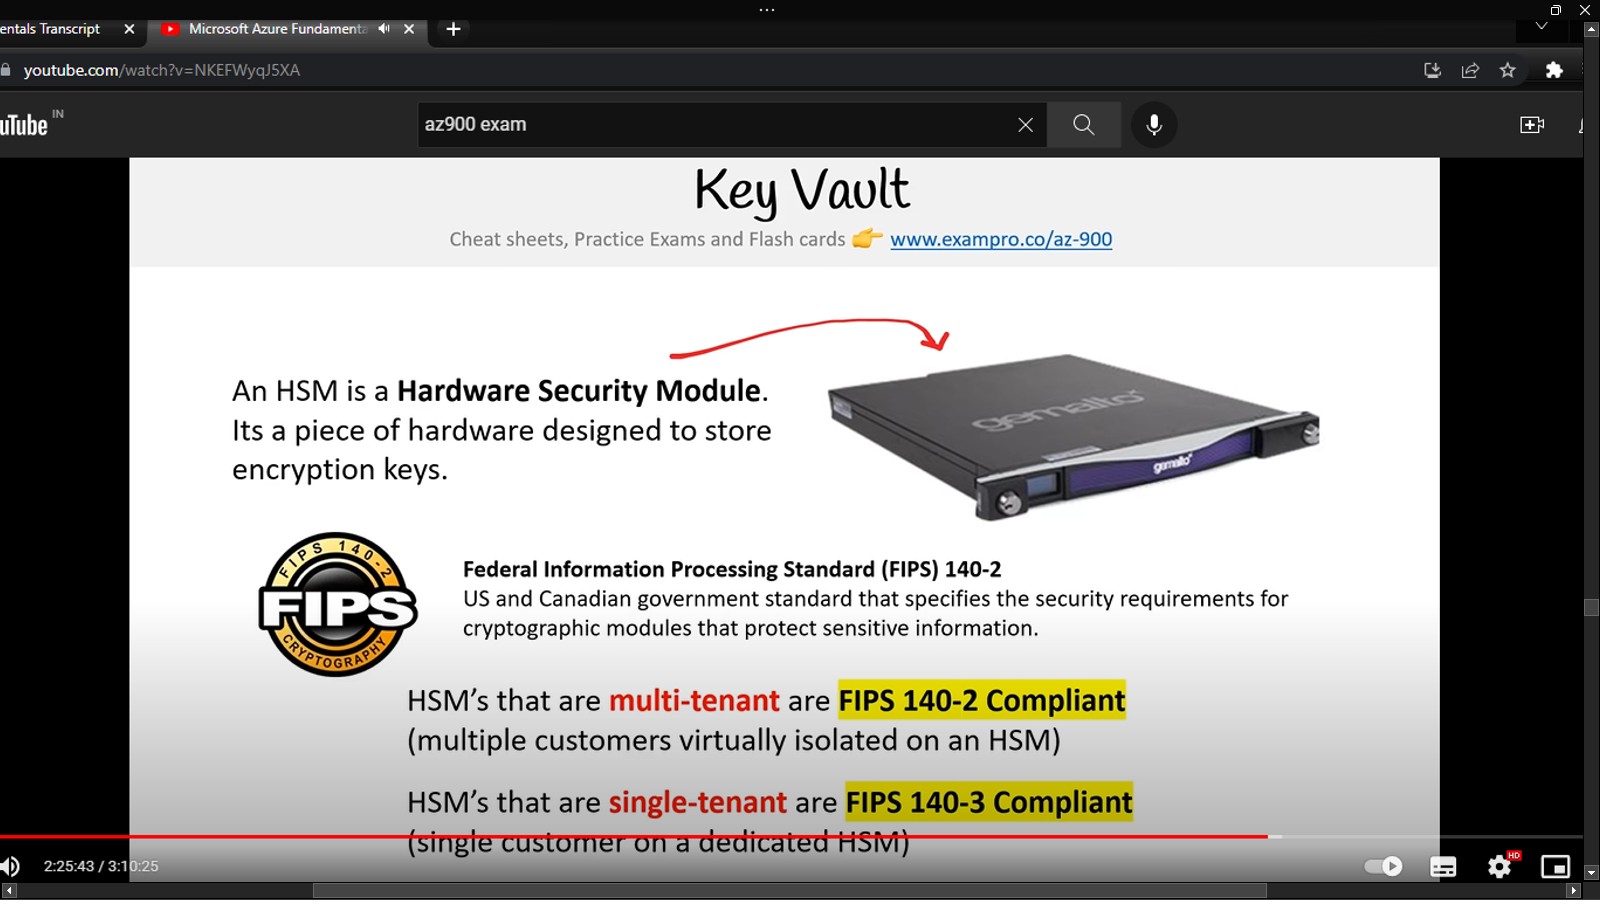 entals Transcript
Microsoft Azure Fundamenta
youtube.com/watch?v=NKEFWyqJ5XA
uTube IN
az900 exam
Key Vault
Cheat sheets, Practice Exams and Flash cards 👉 www.exampro.co/az-900
An HSM is a Hardware Security Module.
Its a piece of hardware designed to store
encryption keys.
gemalto
gemalto
FIPS 140-2
FIPS
CRYPTOGRAPHY
Federal Information Processing Standard (FIPS) 140-2
US and Canadian government standard that specifies the security requirements for
cryptographic modules that protect sensitive information.
HSM's that are multi-tenant are FIPS 140-2 Compliant
(multiple customers virtually isolated on an HSM)
HSM's that are single-tenant are FIPS 140-3 Compliant
(single customer on a dedicated HSM)
2:25:43 / 3:10:25
HD